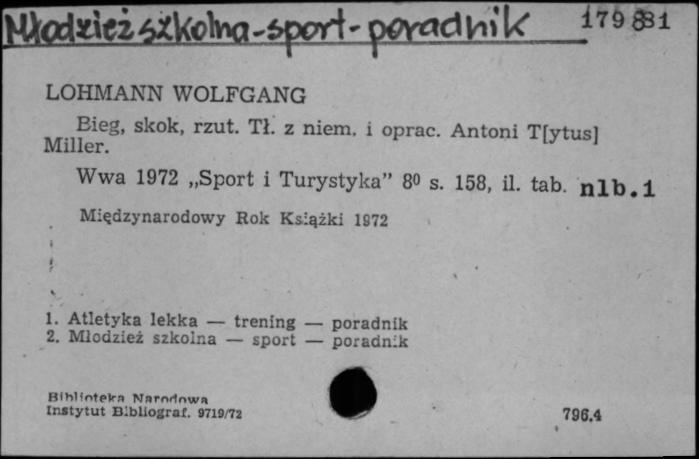 Młodzież szkolna-sport-poradnik 179831
LOHMANN WOLFGANG
Bieg, skok, rzut. Tł. z niem. i oprac. Antoni T[ytus]
Miller.
Wwa 1972 „Sport i Turystyka” 8⁰ s. 158, il. tab. nlb.1
Międzynarodowy Rok Książki 1972
1. Atletyka lekka — trening — poradnik
2. Młodzież szkolna — sport — poradnik
Biblioteka Narodowa
Instytut Bibliograf. 9719/72
796.4